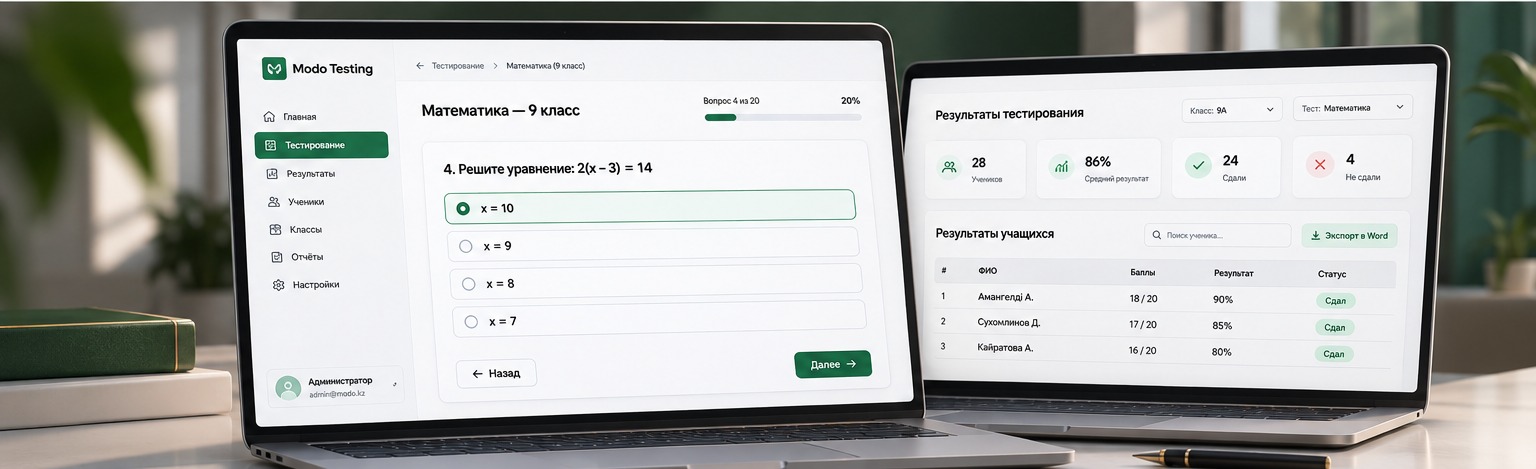 Modo Testing
Главная
Тестирование
Результаты
Ученики
Классы
Отчёты
Настройки
Администратор
admin@modo.kz
← Тестирование > Математика (9 класс)
Математика — 9 класс
Вопрос 4 из 20 20%
4. Решите уравнение: 2(x – 3) = 14
x = 10
x = 9
x = 8
x = 7
← Назад
Далее →
Результаты тестирования
Класс: 9А
Тест: Математика
28
Учеников
86%
Средний результат
24
Сдали
4
Не сдали
Результаты учащихся
Поиск ученика...
Экспорт в Word
# ФИО Баллы Результат Статус
1 Амангелді А. 18 / 20 90% Сдал
2 Сухомлинов Д. 17 / 20 85% Сдал
3 Кайратова А. 16 / 20 80% Сдал